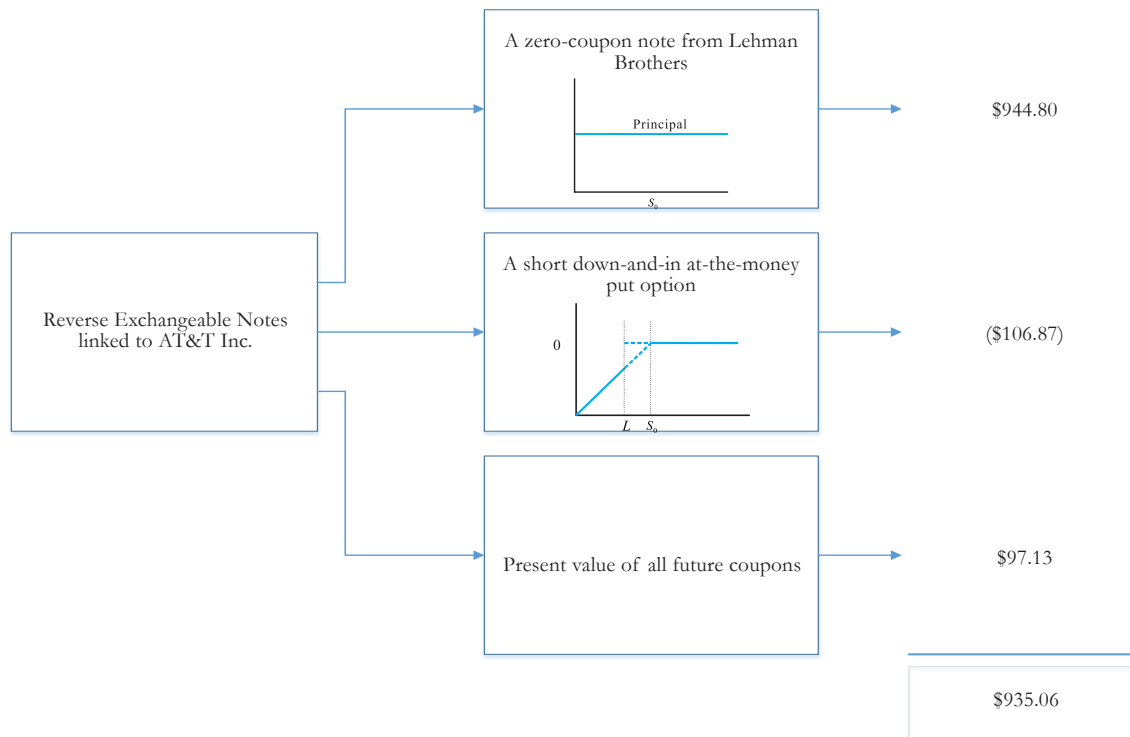 A zero-coupon note from Lehman
Brothers
Principal
S₀
$944.80
Reverse Exchangeable Notes
linked to AT&T Inc.
A short down-and-in at-the-money
put option
0
L
S₀
($106.87)
Present value of all future coupons
$97.13
$935.06